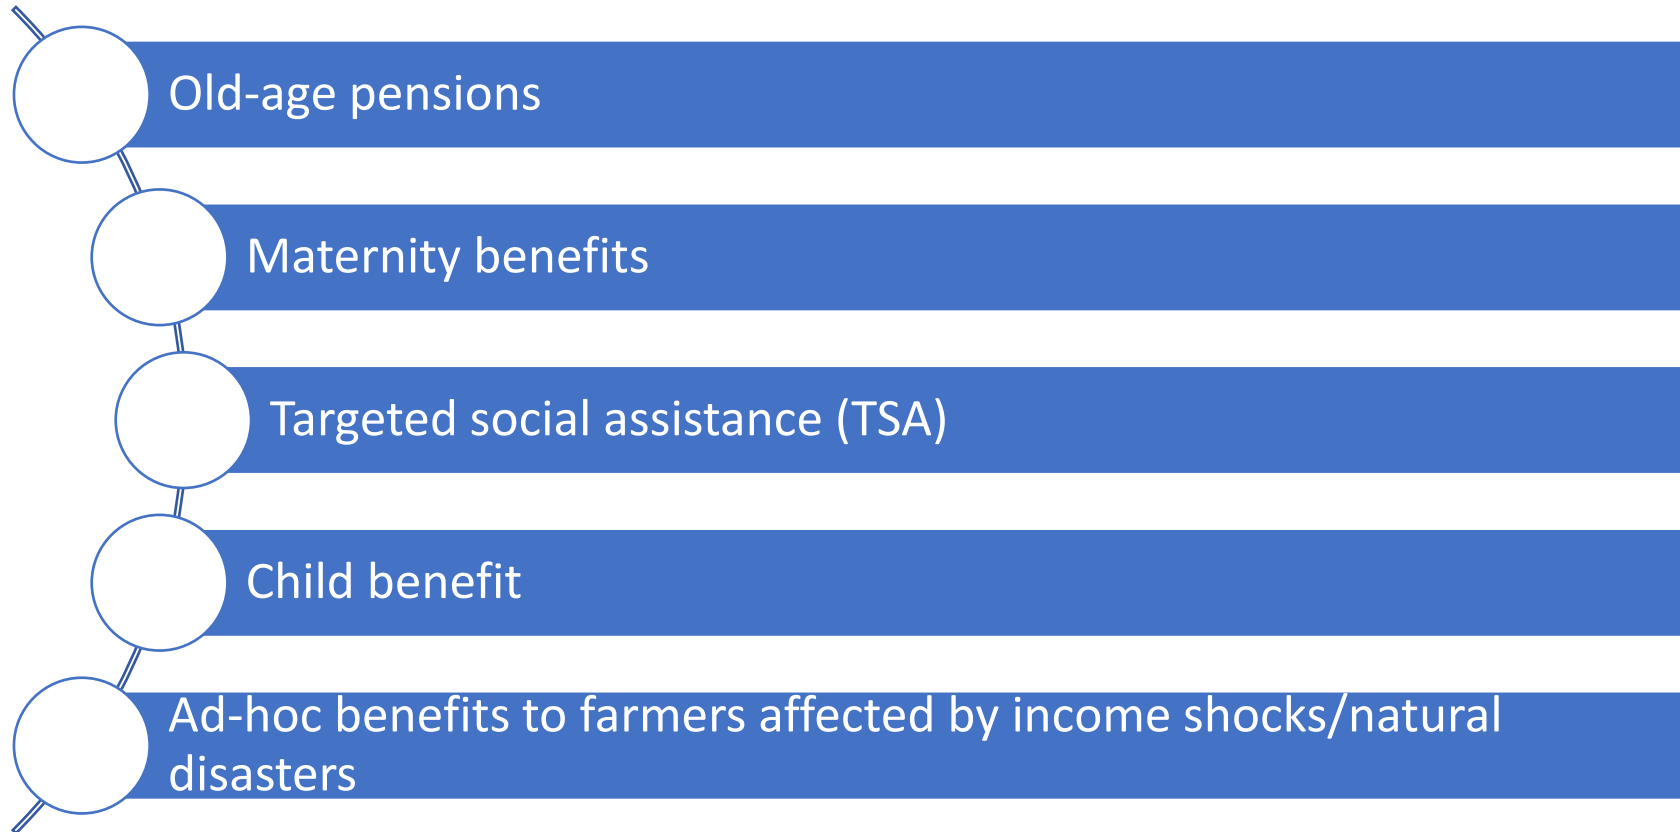 Old-age pensions
Maternity benefits
Targeted social assistance (TSA)
Child benefit
Ad-hoc benefits to farmers affected by income shocks/natural
disasters